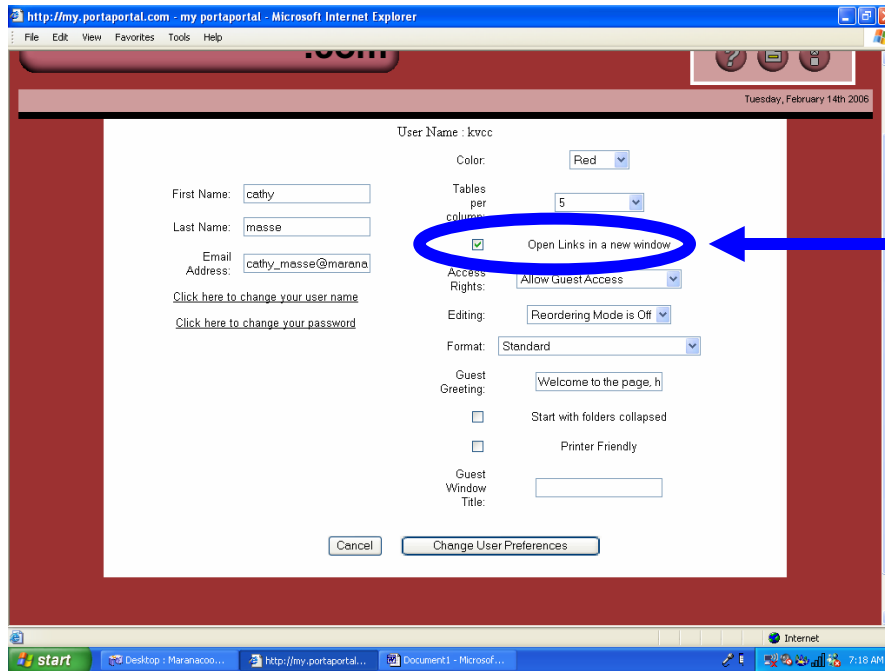 http://my.portaportal.com - my portaportal - Microsoft Internet Explorer
File Edit View Favorites Tools Help
.com
Tuesday, February 14th 2006
User Name : kvcc
Color: Red
First Name: cathy
Tables per column: 5
Last Name: masse
Open Links in a new window
Email Address: cathy_masse@marana
Access Rights: Allow Guest Access
Click here to change your user name
Editing: Reordering Mode is Off
Click here to change your password
Format: Standard
Guest Greeting: Welcome to the page, h
Start with folders collapsed
Printer Friendly
Guest Window Title:
Cancel Change User Preferences
Internet
start Desktop : Maranacoo... http://my.portaportal... Document1 - Microsof... 7:18 AM